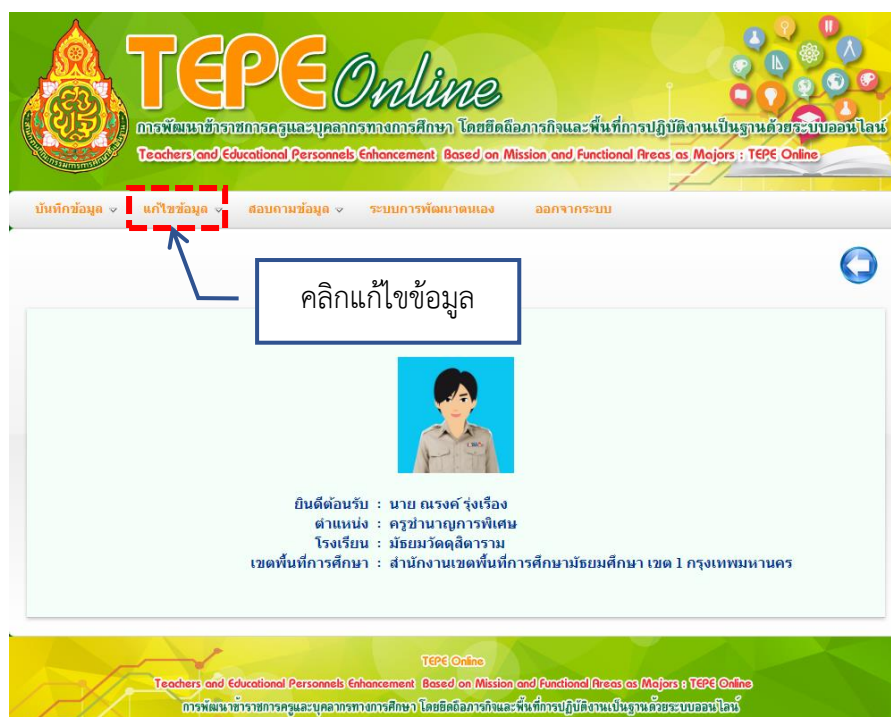 TEPE Online
การพัฒนาข้าราชการครูและบุคลากรทางการศึกษา โดยยึดถือภารกิจและพื้นที่การปฏิบัติงานเป็นฐานด้วยระบบออนไลน์
Teachers and Educational Personnels Enhancement Based on Mission and Functional Areas as Majors : TEPE Online
บันทึกข้อมูล แก้ไขข้อมูล สอบถามข้อมูล ระบบการพัฒนาตนเอง ออกจากระบบ
คลิกแก้ไขข้อมูล
ยินดีต้อนรับ : นาย ณรงค์ รุ่งเรือง
ตำแหน่ง : ครูชำนาญการพิเศษ
โรงเรียน : มัธยมวัดดุสิตาราม
เขตพื้นที่การศึกษา : สำนักงานเขตพื้นที่การศึกษามัธยมศึกษา เขต 1 กรุงเทพมหานคร
TEPE Online
Teachers and Educational Personnels Enhancement Based on Mission and Functional Areas as Majors : TEPE Online
การพัฒนาข้าราชการครูและบุคลากรทางการศึกษา โดยยึดถือภารกิจและพื้นที่การปฏิบัติงานเป็นฐานด้วยระบบออนไลน์